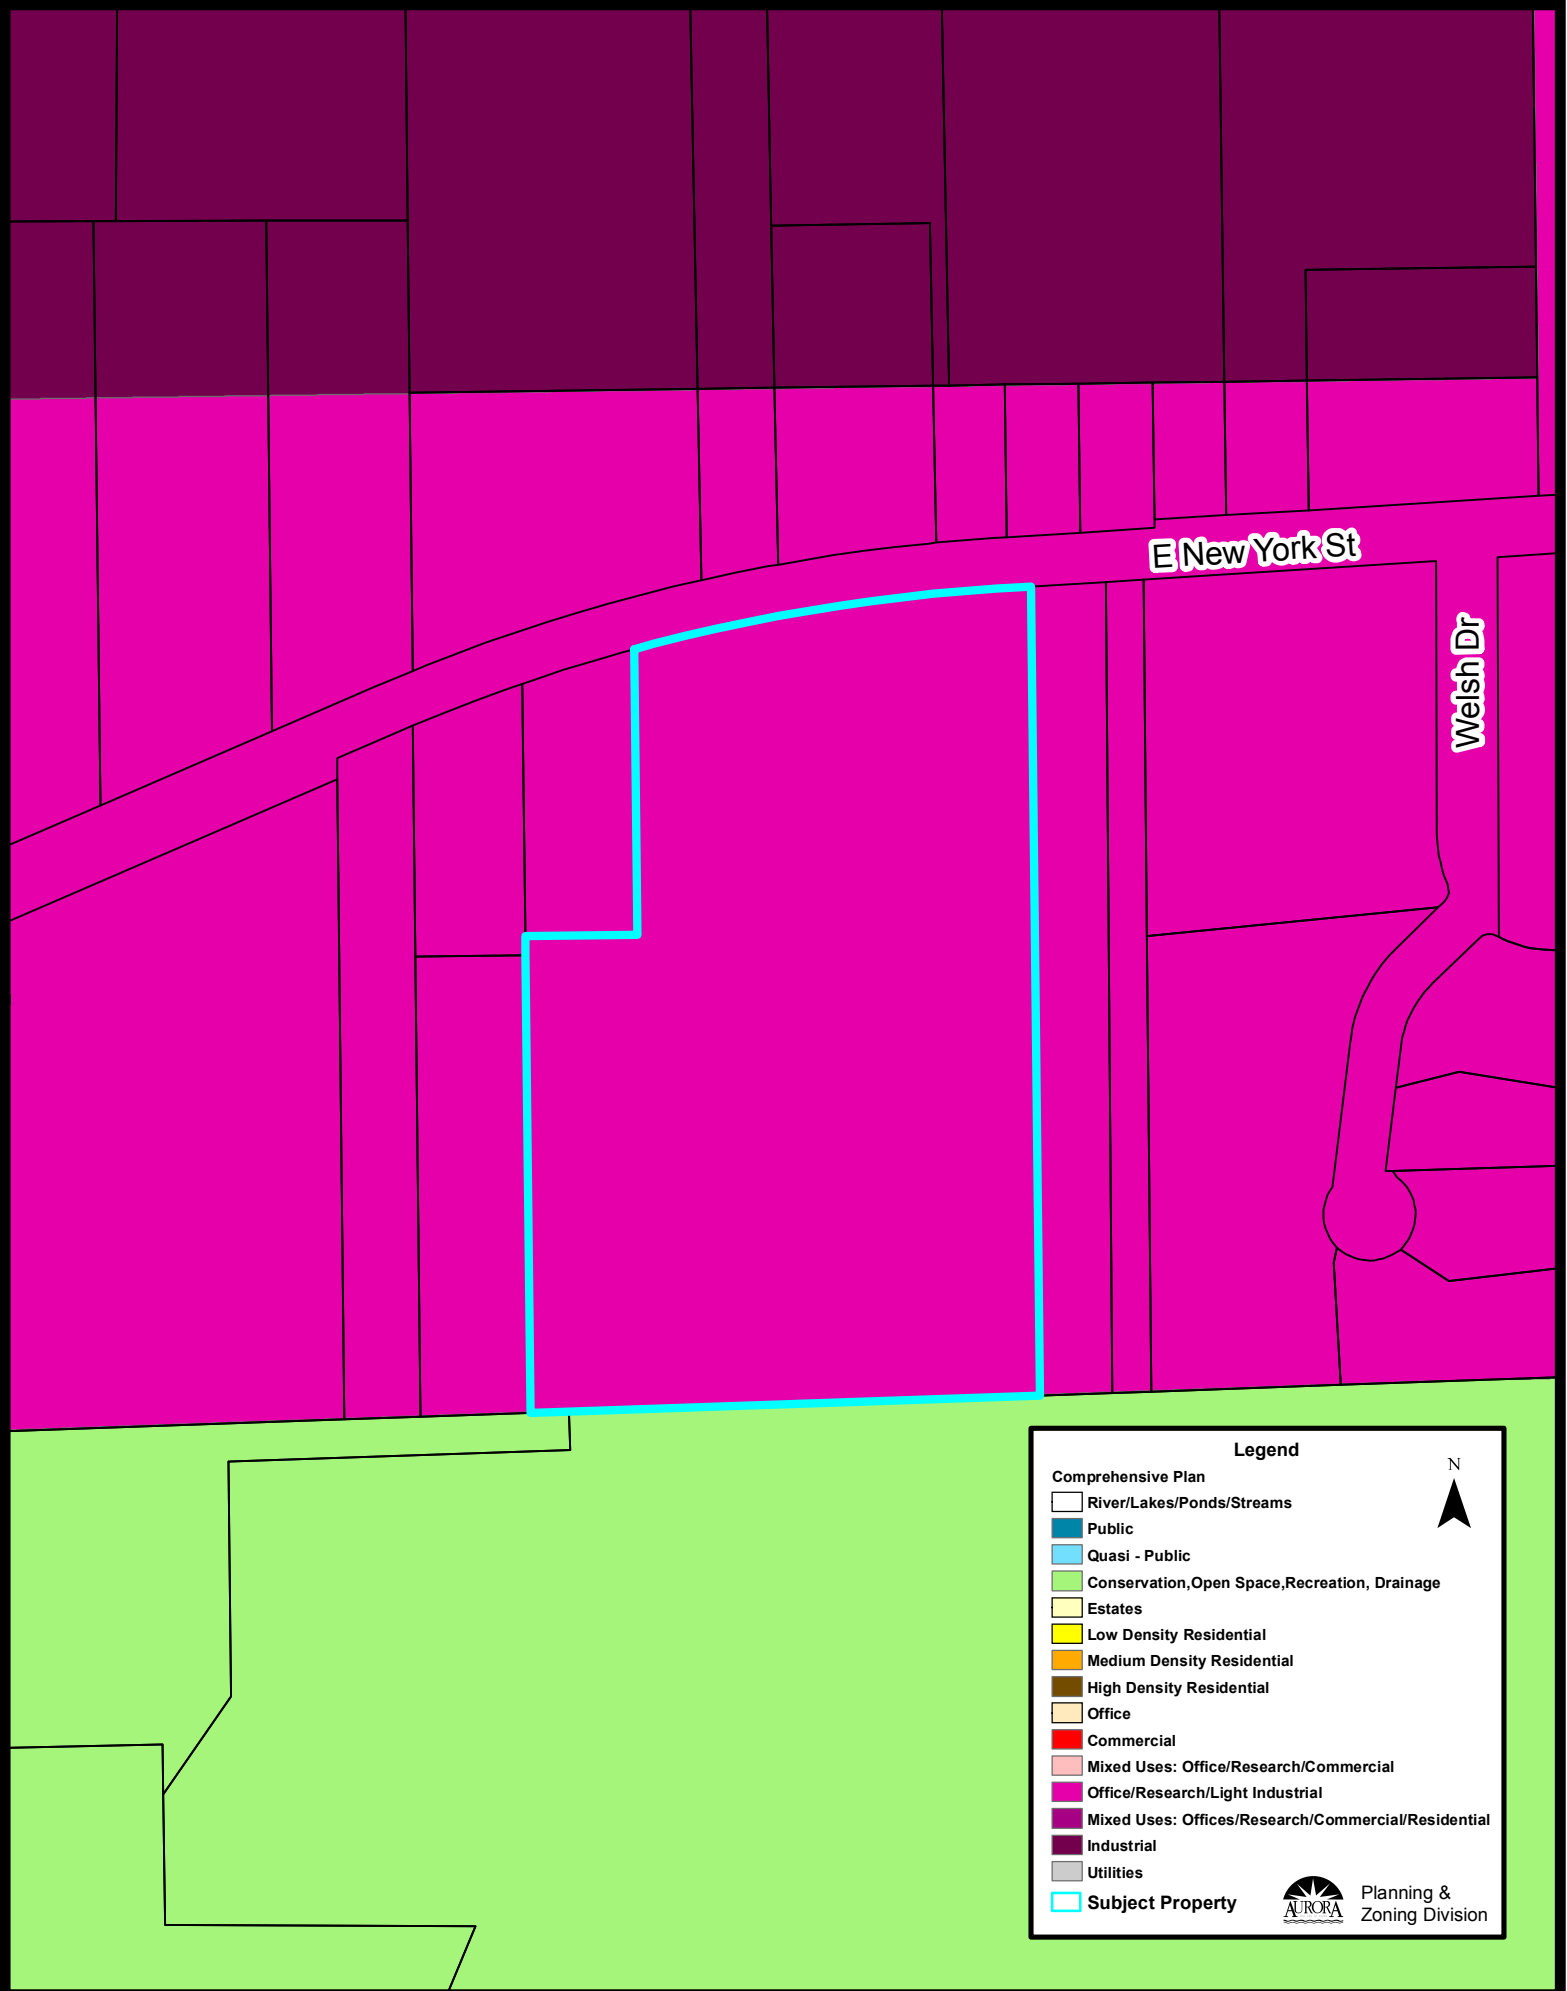 E New York St
Welsh Dr
Legend
N
Comprehensive Plan
River/Lakes/Ponds/Streams
Public
Quasi - Public
Conservation,Open Space,Recreation, Drainage
Estates
Low Density Residential
Medium Density Residential
High Density Residential
Office
Commercial
Mixed Uses: Office/Research/Commercial
Office/Research/Light Industrial
Mixed Uses: Offices/Research/Commercial/Residential
Industrial
Utilities
Subject Property
AURORA
Planning &
Zoning Division